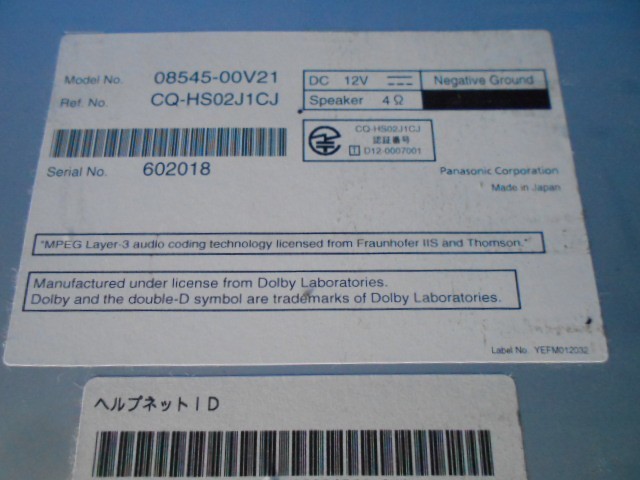 Model No. 08545-00V21
Ref. No. CQ-HS02J1CJ
DC 12V Negative Ground
Speaker 4Ω
CQ-HS02J1CJ
認証番号
T D12-0007001
Serial No. 602018
Panasonic Corporation
Made in Japan
"MPEG Layer-3 audio coding technology licensed from Fraunhofer IIS and Thomson."
Manufactured under license from Dolby Laboratories.
Dolby and the double-D symbol are trademarks of Dolby Laboratories.
Label No. YEFM012032
ヘルプネットID